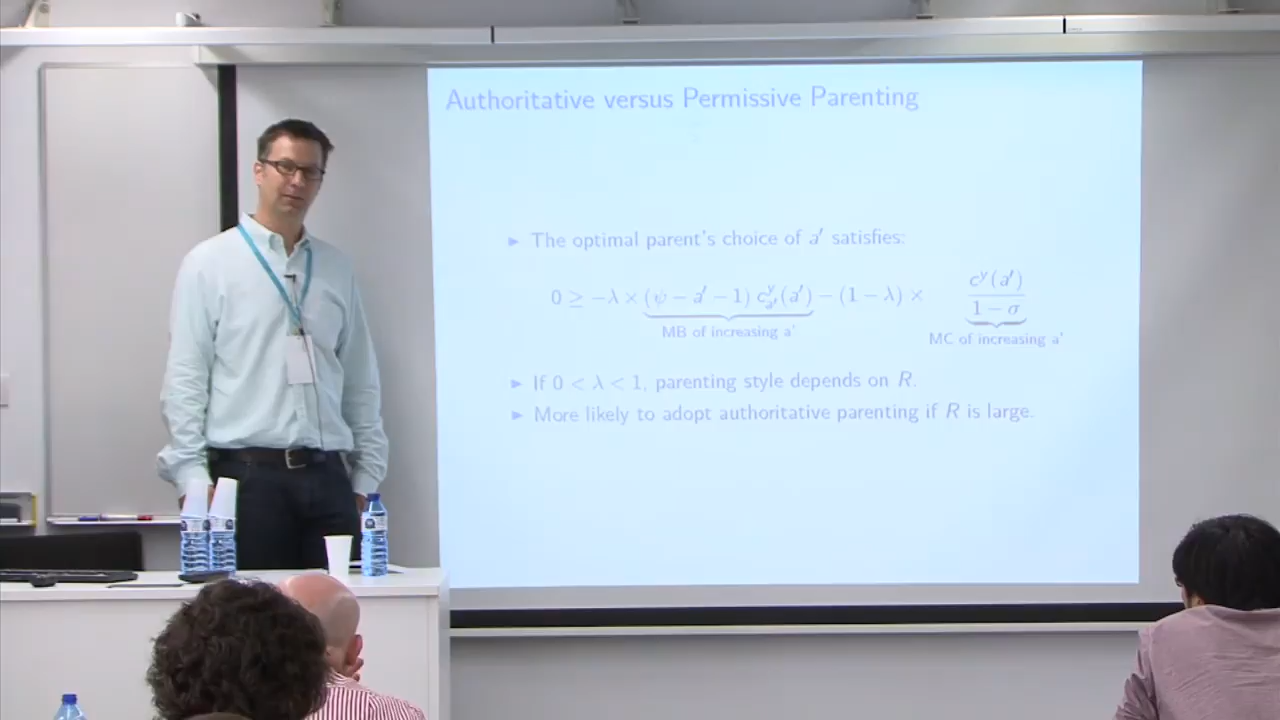 Authoritative versus Permissive Parenting
► The optimal parent's choice of a′ satisfies:
0 ≥ −λ × (ψ − a′ − 1) c^y_{a′}(a′) − (1 − λ) × c^y(a′) / (1 − σ)
MB of increasing a'
MC of increasing a'
► If 0 < λ < 1, parenting style depends on R.
► More likely to adopt authoritative parenting if R is large.